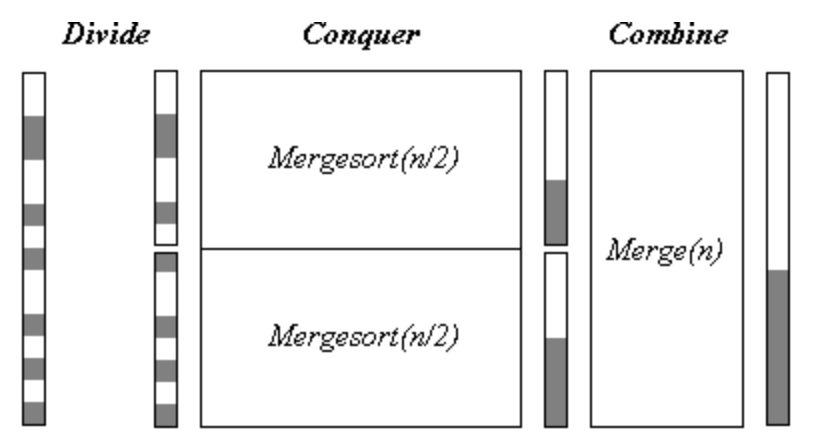 Divide
Conquer
Combine
Mergesort(n/2)
Merge(n)
Mergesort(n/2)